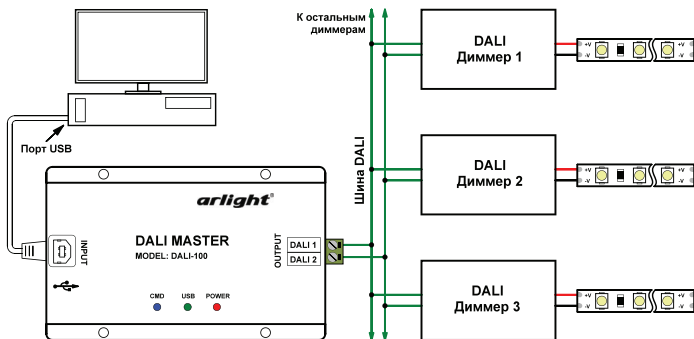 К остальным
диммерам
Порт USB
Шина DALI
arlight®
DALI MASTER
MODEL: DALI-100
INPUT
OUTPUT
DALI 1
DALI 2
CMD
USB
POWER
DALI
Диммер 1
+V
-V
+V
-V
DALI
Диммер 2
+V
-V
+V
-V
DALI
Диммер 3
+V
-V
+V
-V